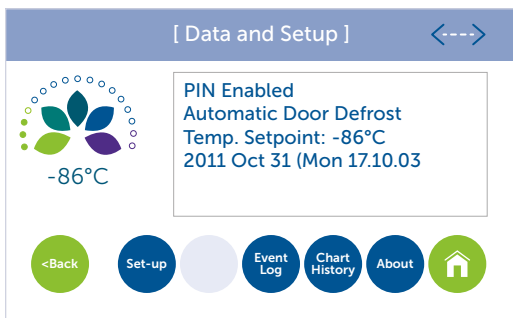 [ Data and Setup ]
<---->
PIN Enabled
Automatic Door Defrost
Temp. Setpoint: -86°C
2011 Oct 31 (Mon 17.10.03
-86°C
<Back
Set-up
Event
Log
Chart
History
About